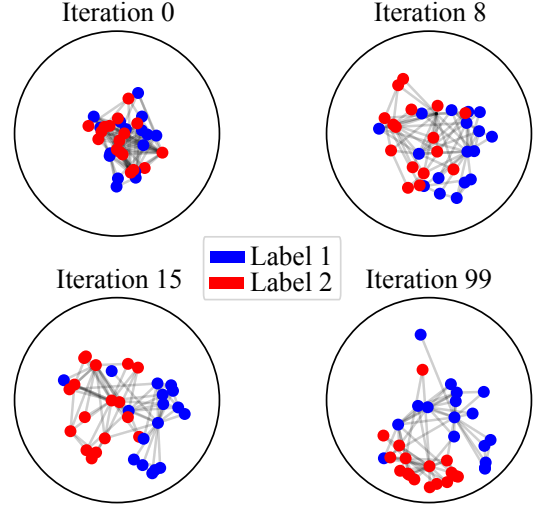 Iteration 0
Iteration 8
Label 1
Label 2
Iteration 15
Iteration 99